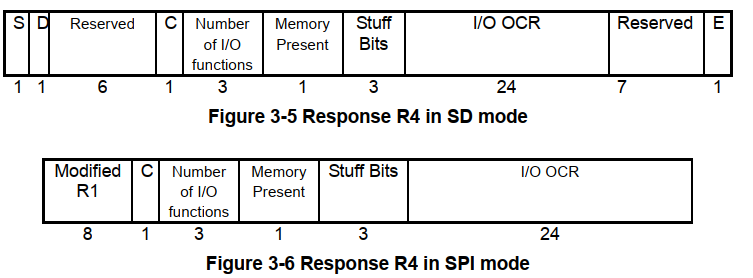 S D Reserved C Number of I/O functions Memory Present Stuff Bits I/O OCR Reserved E
1 1 6 1 3 1 3 24 7 1
Figure 3-5 Response R4 in SD mode
Modified R1 C Number of I/O functions Memory Present Stuff Bits I/O OCR
8 1 3 1 3 24
Figure 3-6 Response R4 in SPI mode